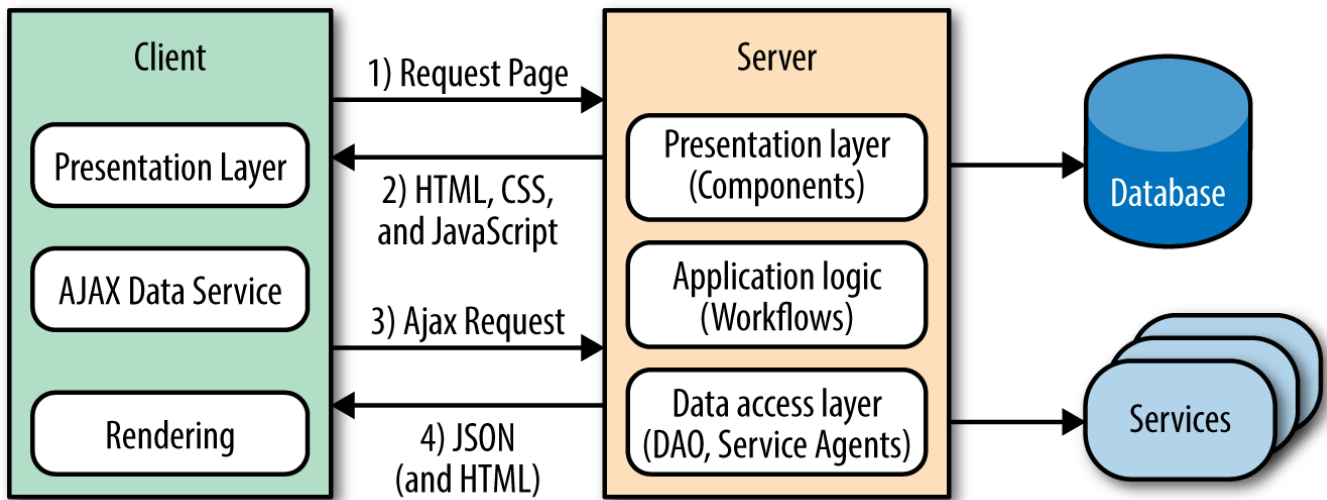 Client
Presentation Layer
AJAX Data Service
Rendering
1) Request Page
2) HTML, CSS,
and JavaScript
3) Ajax Request
4) JSON
(and HTML)
Server
Presentation layer
(Components)
Application logic
(Workflows)
Data access layer
(DAO, Service Agents)
Database
Services